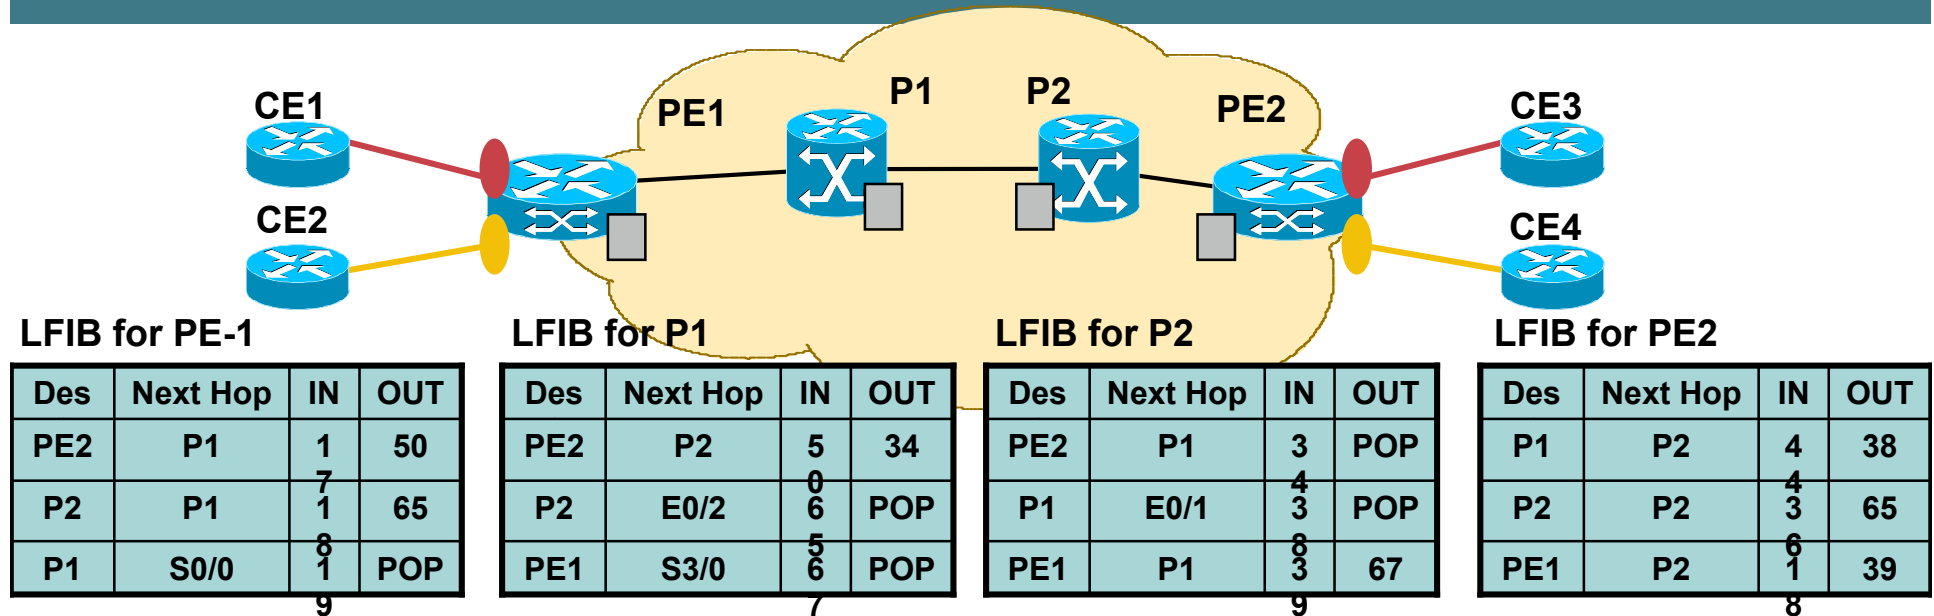 P1 P2
CE1 PE1 PE2 CE3
CE2 CE4
LFIB for PE-1
Des Next Hop IN OUT
PE2 P1 17 50
P2 P1 18 65
P1 S0/0 19 POP
LFIB for P1
Des Next Hop IN OUT
PE2 P2 50 34
P2 E0/2 65 POP
PE1 S3/0 67 POP
LFIB for P2
Des Next Hop IN OUT
PE2 P1 34 POP
P1 E0/1 38 POP
PE1 P1 39 67
LFIB for PE2
Des Next Hop IN OUT
P1 P2 44 38
P2 P2 36 65
PE1 P2 18 39